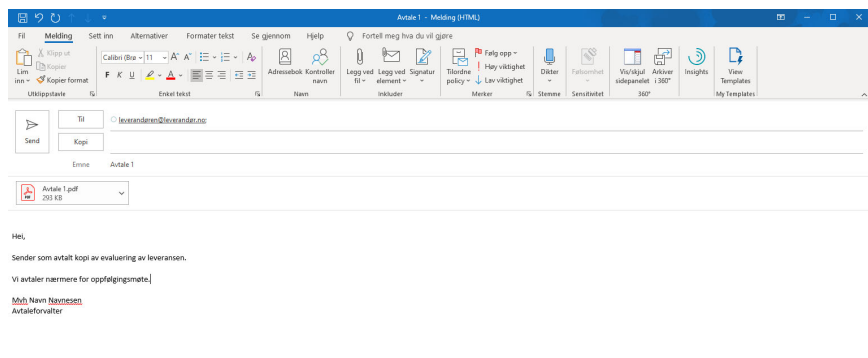 Avtale 1 - Melding (HTML)
Fil Melding Sett inn Alternativer Formater tekst Se gjennom Hjelp Fortell meg hva du vil gjøre
Lim inn
Klipp ut
Kopier
Kopier format
Utklippstavle
Calibri (Brø 11
F K U
Enkel tekst
Adressebok
Kontroller navn
Navn
Legg ved fil
Legg ved element
Signatur
Inkluder
Tilordne policy
Følg opp
Høy viktighet
Lav viktighet
Merker
Dikter
Stemme
Følsomhet
Sensitivitet
Vis/skjul sidepanelet
Arkiver i 360°
360°
Insights
View Templates
My Templates
Send
Til leverandøren@leverandør.no;
Kopi
Emne Avtale 1
Avtale 1.pdf
293 KB
Hei,
Sender som avtalt kopi av evaluering av leveransen.
Vi avtaler nærmere for oppfølgingsmøte.
Mvh Navn Navnesen
Avtaleforvalter